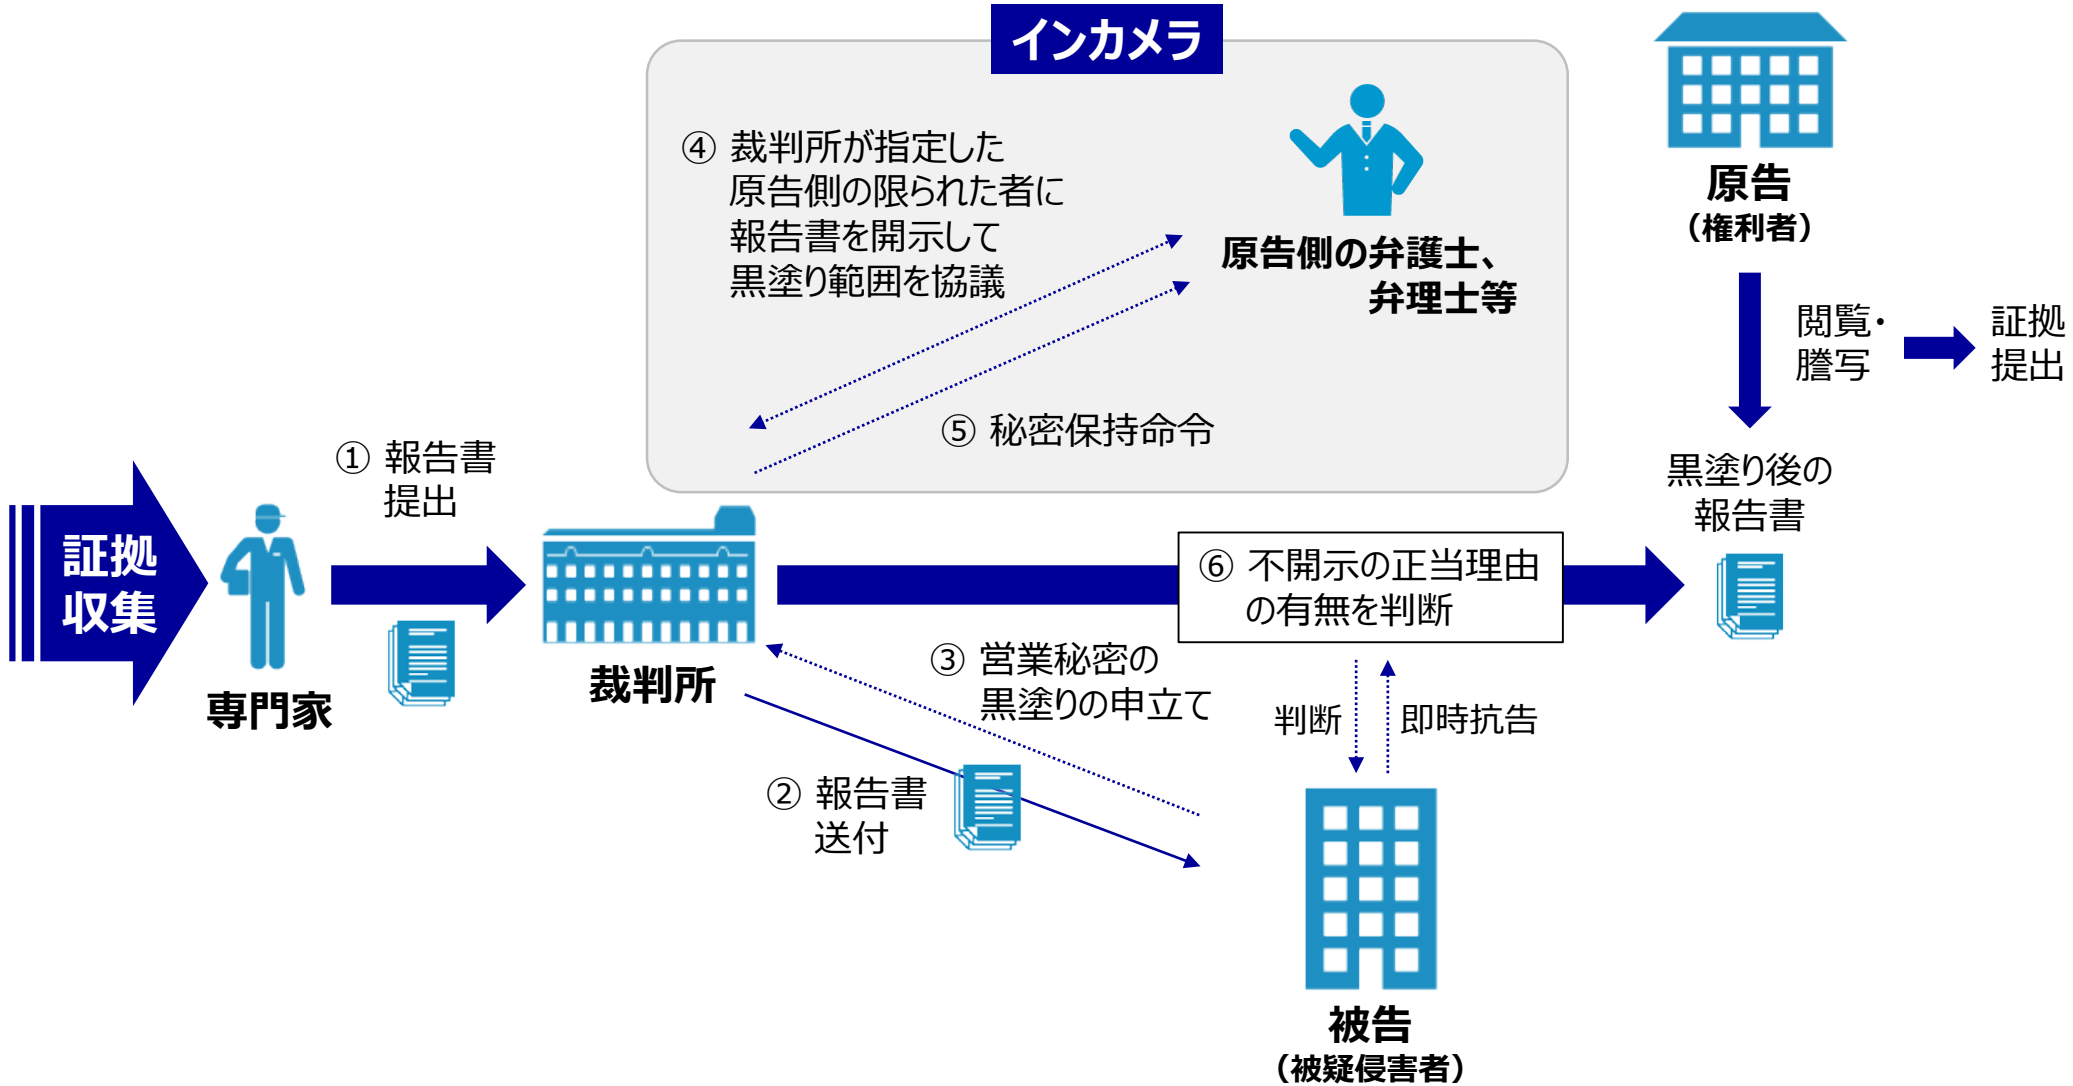 インカメラ
④ 裁判所が指定した
原告側の限られた者に
報告書を開示して
黒塗り範囲を協議
原告側の弁護士、
弁理士等
⑤ 秘密保持命令
原告
（権利者）
閲覧・
謄写
証拠
提出
黒塗り後の
報告書
証拠
収集
専門家
① 報告書
提出
裁判所
⑥ 不開示の正当理由
の有無を判断
③ 営業秘密の
黒塗りの申立て
② 報告書
送付
判断
即時抗告
被告
（被疑侵害者）